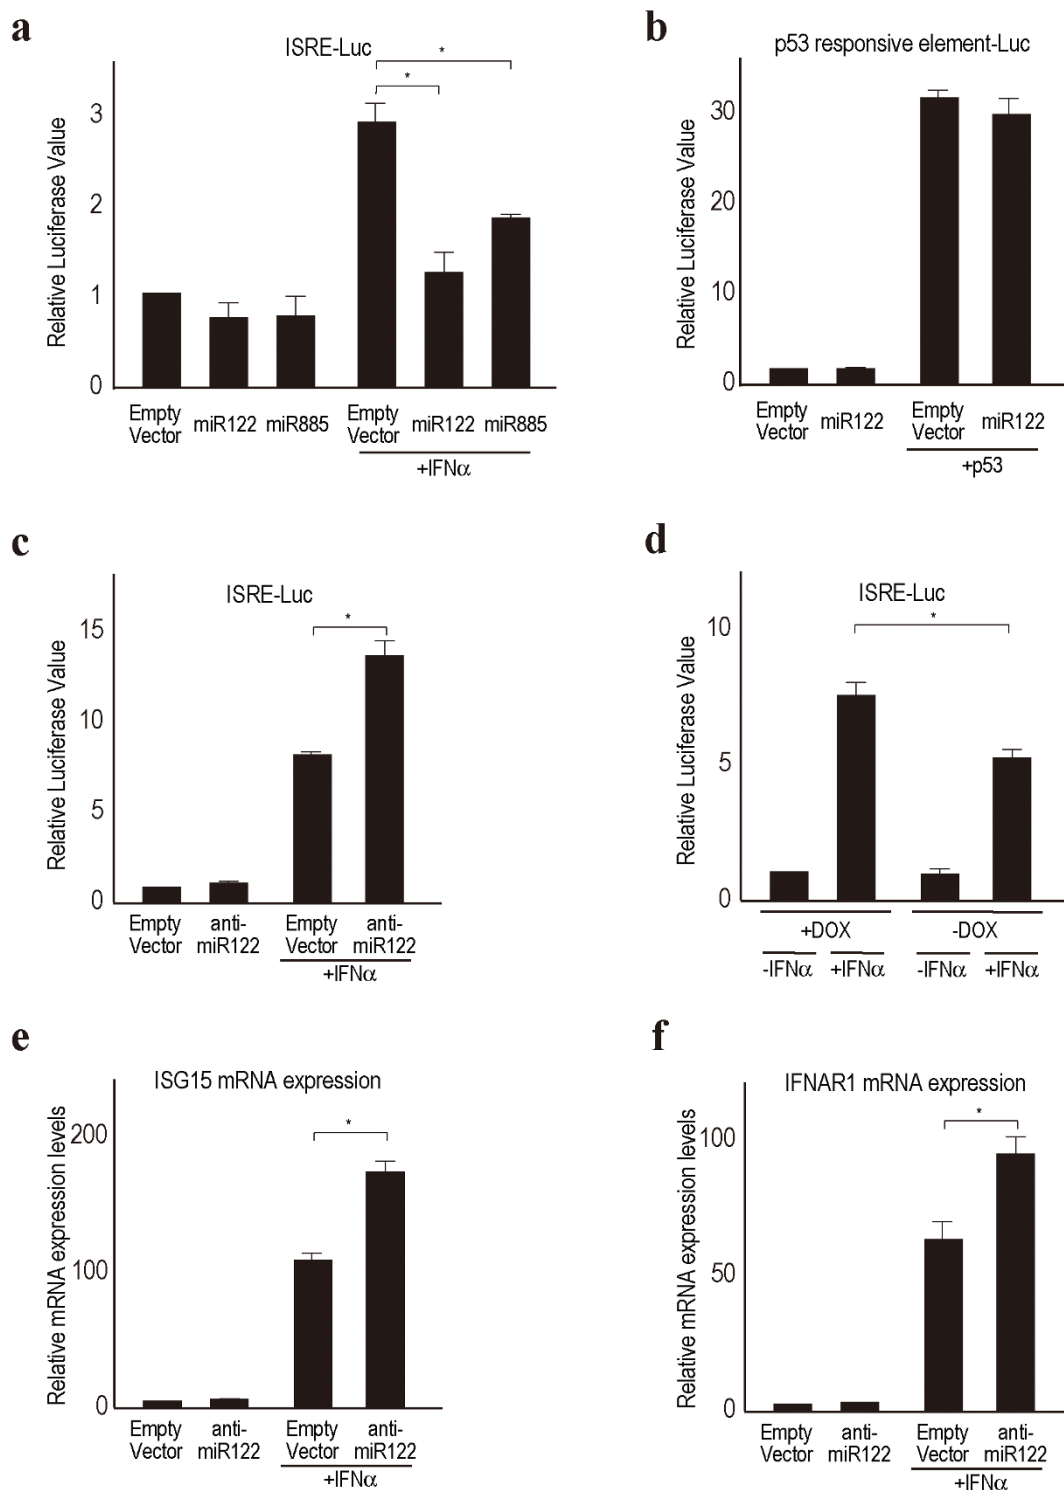 a
ISRE-Luc
*
*
Relative Luciferase Value
3
2
1
0
Empty
Vector
miR122
miR885
Empty
Vector
miR122
miR885
+IFNα
b
p53 responsive element-Luc
Relative Luciferase Value
30
20
10
0
Empty
Vector
miR122
Empty
Vector
miR122
+p53
c
ISRE-Luc
*
Relative Luciferase Value
15
10
5
0
Empty
Vector
anti-
miR122
Empty
Vector
anti-
miR122
+IFNα
d
ISRE-Luc
*
Relative Luciferase Value
10
5
0
+DOX
-DOX
-IFNα
+IFNα
-IFNα
+IFNα
e
ISG15 mRNA expression
*
Relative mRNA expression levels
200
100
0
Empty
Vector
anti-
miR122
Empty
Vector
anti-
miR122
+IFNα
f
IFNAR1 mRNA expression
*
Relative mRNA expression levels
100
50
0
Empty
Vector
anti-
miR122
Empty
Vector
anti-
miR122
+IFNα